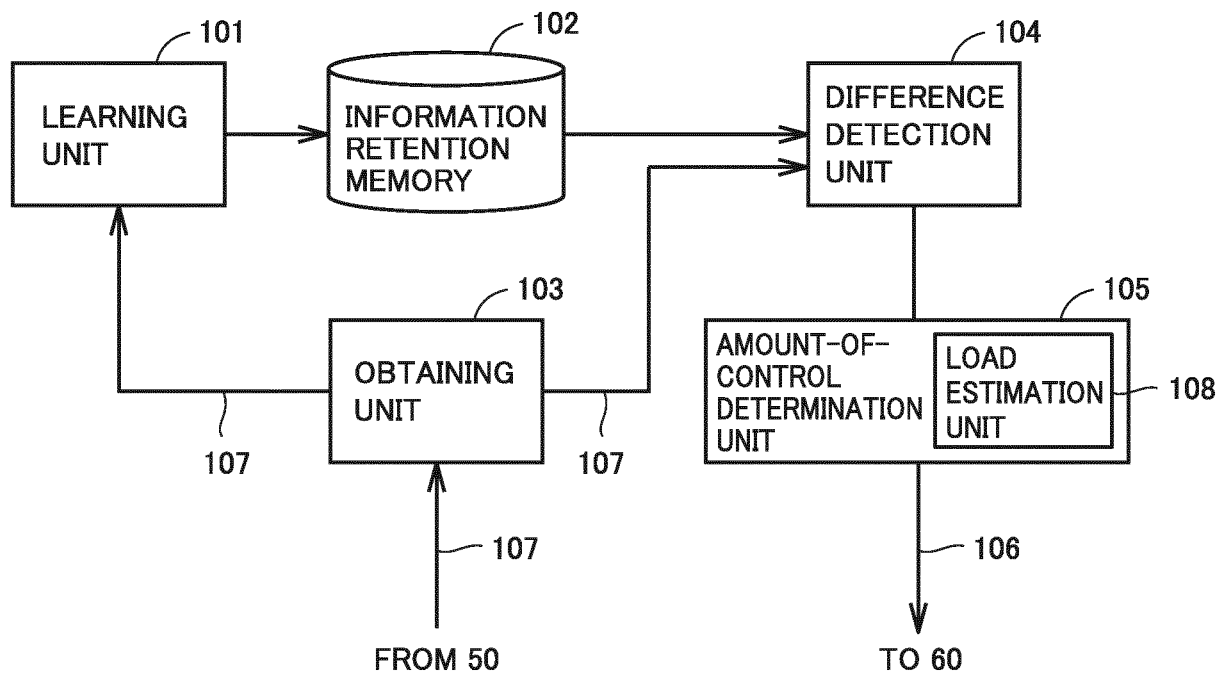 101
102
104
LEARNING
UNIT
INFORMATION
RETENTION
MEMORY
DIFFERENCE
DETECTION
UNIT
103
105
OBTAINING
UNIT
AMOUNT-OF-
CONTROL
DETERMINATION
UNIT
LOAD
ESTIMATION
UNIT
108
107
107
107
106
FROM 50
TO 60